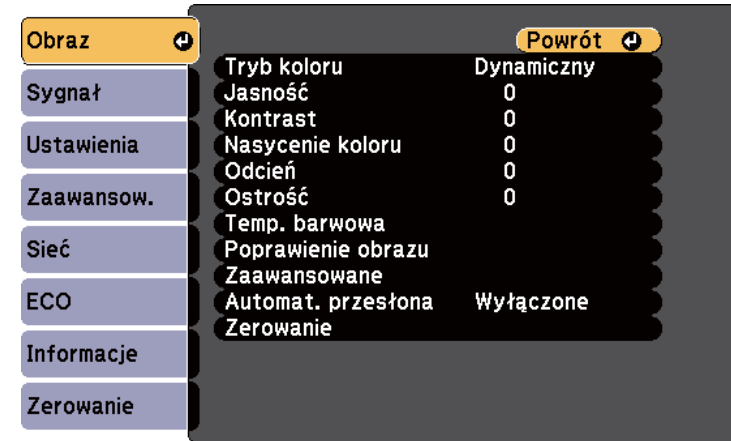 Obraz
Sygnał
Ustawienia
Zaawansow.
Sieć
ECO
Informacje
Zerowanie
Powrót
Tryb koloru Dynamiczny
Jasność 0
Kontrast 0
Nasycenie koloru 0
Odcień 0
Ostrość 0
Temp. barwowa
Poprawienie obrazu
Zaawansowane
Automat. przesłona Wyłączone
Zerowanie